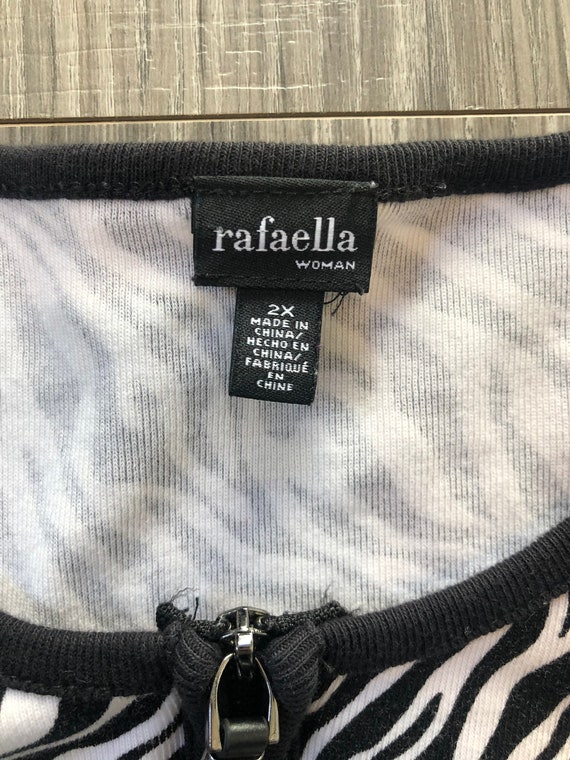 rafaella
WOMAN
2X
MADE IN
CHINA/
HECHO EN
CHINA/
FABRIQUÉ
EN
CHINE